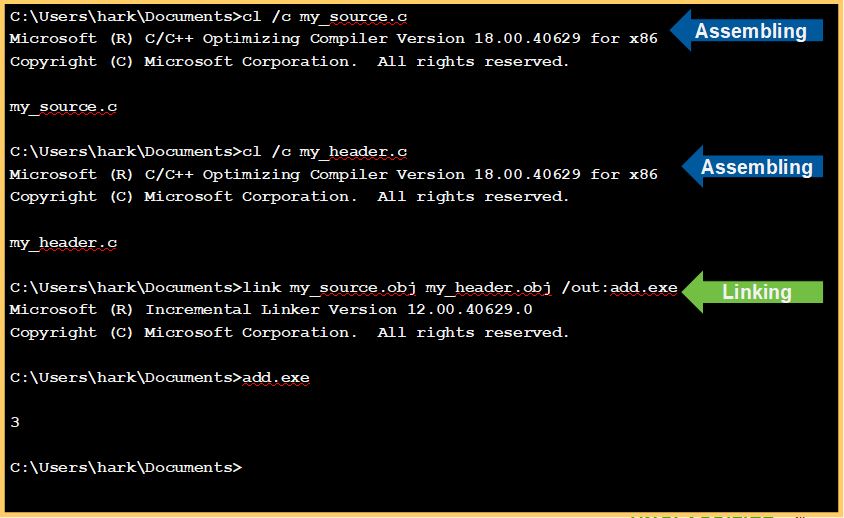 C:\Users\hark\Documents>cl /c my_source.c
Assembling
Microsoft (R) C/C++ Optimizing Compiler Version 18.00.40629 for x86
Copyright (C) Microsoft Corporation.  All rights reserved.
my_source.c
C:\Users\hark\Documents>cl /c my_header.c
Assembling
Microsoft (R) C/C++ Optimizing Compiler Version 18.00.40629 for x86
Copyright (C) Microsoft Corporation.  All rights reserved.
my_header.c
C:\Users\hark\Documents>link my_source.obj my_header.obj /out:add.exe
Linking
Microsoft (R) Incremental Linker Version 12.00.40629.0
Copyright (C) Microsoft Corporation.  All rights reserved.
C:\Users\hark\Documents>add.exe
3
C:\Users\hark\Documents>